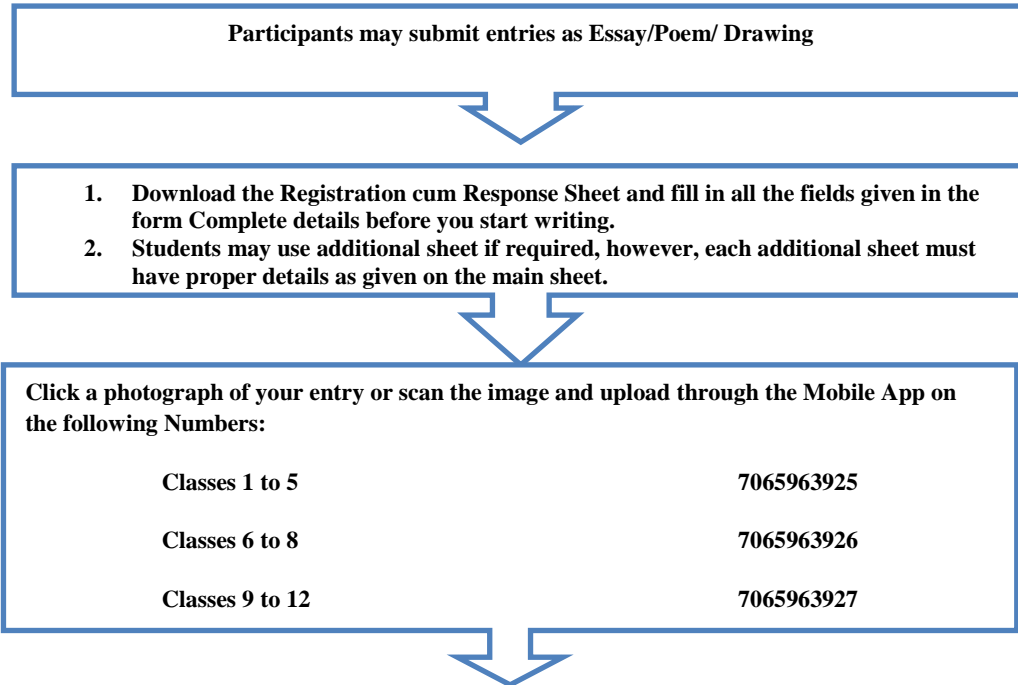 Participants may submit entries as Essay/Poem/ Drawing
1. Download the Registration cum Response Sheet and fill in all the fields given in the
form Complete details before you start writing.
2. Students may use additional sheet if required, however, each additional sheet must
have proper details as given on the main sheet.
Click a photograph of your entry or scan the image and upload through the Mobile App on
the following Numbers:
Classes 1 to 5 7065963925
Classes 6 to 8 7065963926
Classes 9 to 12 7065963927